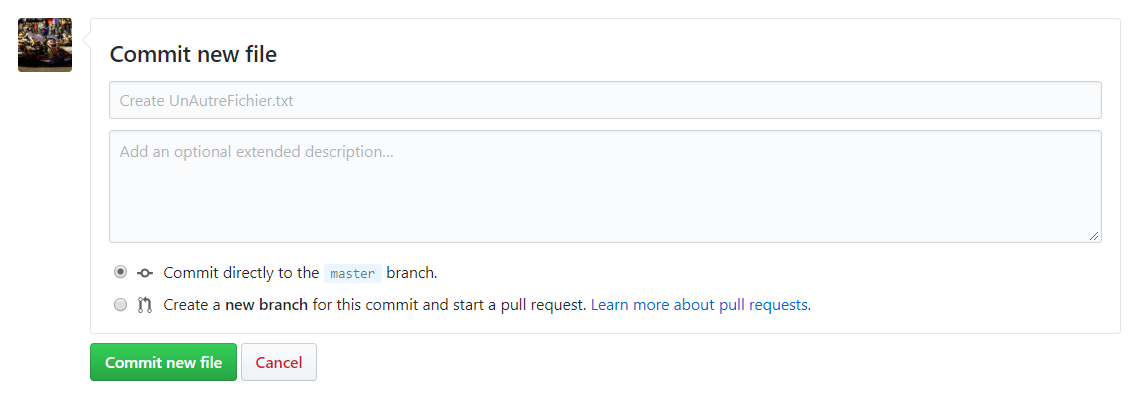 Commit new file
Create UnAutreFichier.txt
Add an optional extended description...
Commit directly to the master branch.
Create a new branch for this commit and start a pull request. Learn more about pull requests.
Commit new file Cancel